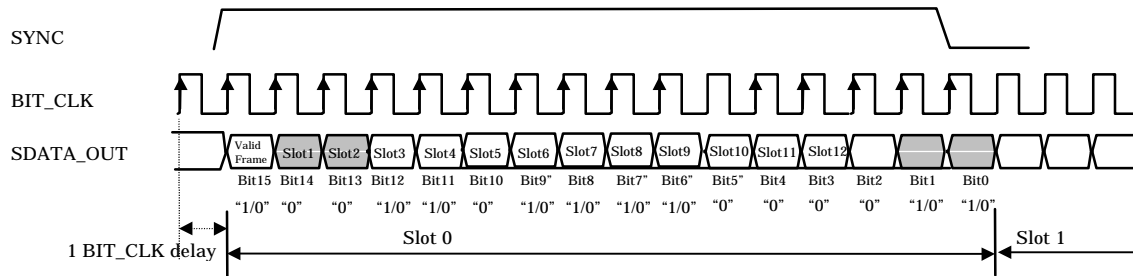 SYNC
BIT_CLK
SDATA_OUT
Valid Frame Slot1 Slot2 Slot3 Slot4 Slot5 Slot6 Slot7 Slot8 Slot9 Slot10 Slot11 Slot12
Bit15 Bit14 Bit13 Bit12 Bit11 Bit10 Bit9” Bit8 Bit7” Bit6” Bit5” Bit4 Bit3 Bit2 Bit1 Bit0
“1/0” “0” “0” “1/0” “1/0” “0” “1/0” “1/0” “1/0” “1/0” “0” “0” “0” “0” “1/0” “1/0”
1 BIT_CLK delay Slot 0 Slot 1